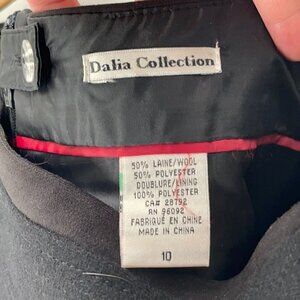 Dalia Collection
50% LAINE/WOOL
50% POLYESTER
DOUBLURE/LINING
100% POLYESTER
CA# 28792
RN 96092
FABRIQUÉ EN CHINE
MADE IN CHINA
10